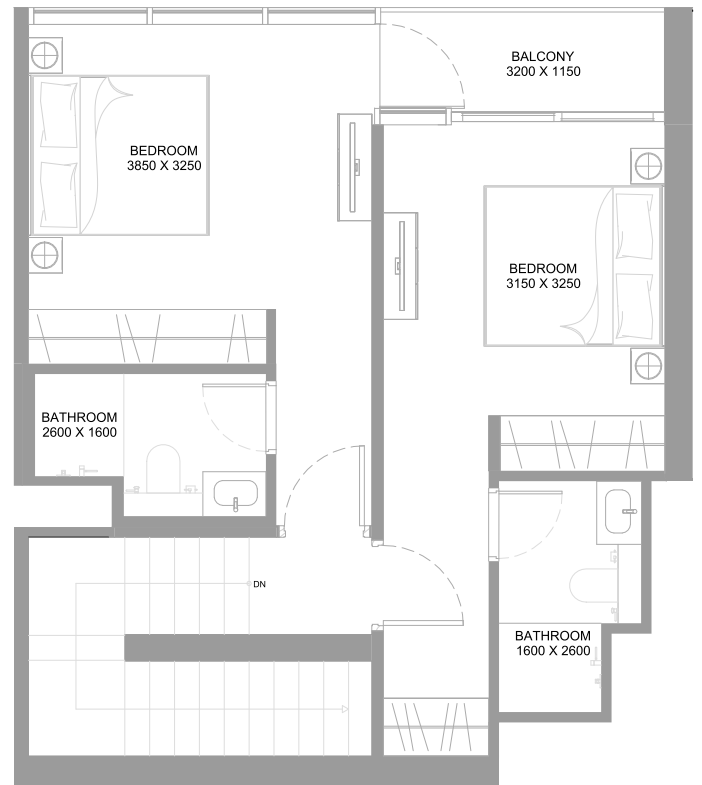 BALCONY
3200 X 1150
BEDROOM
3850 X 3250
BEDROOM
3150 X 3250
BATHROOM
2600 X 1600
DN
BATHROOM
1600 X 2600